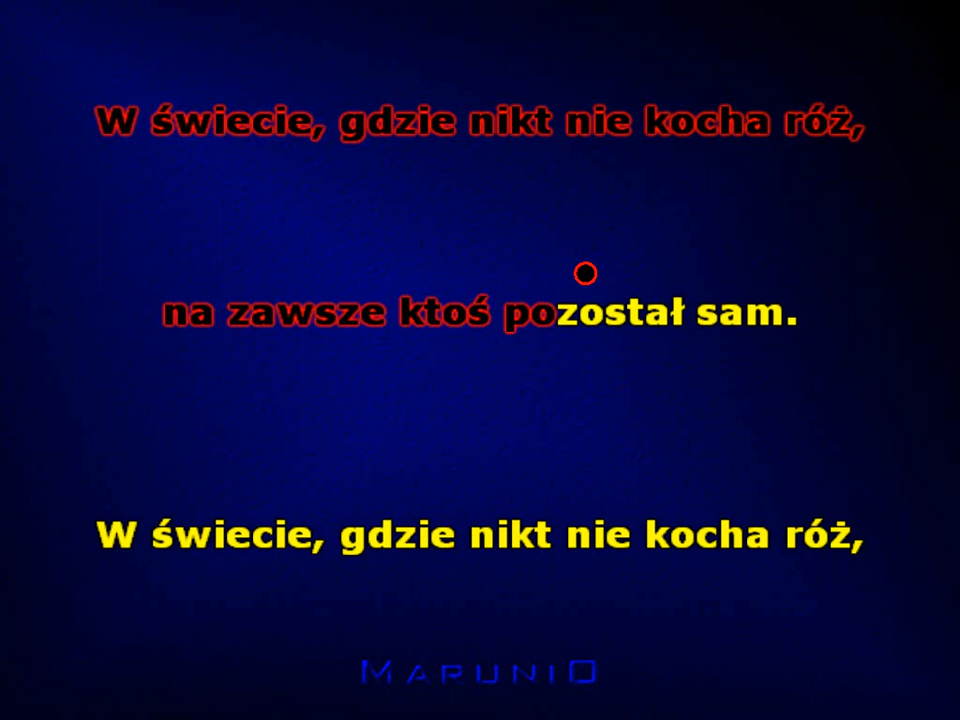 W świecie, gdzie nikt nie kocha róż,
na zawsze ktoś pozostał sam.
W świecie, gdzie nikt nie kocha róż,
MARUNIO